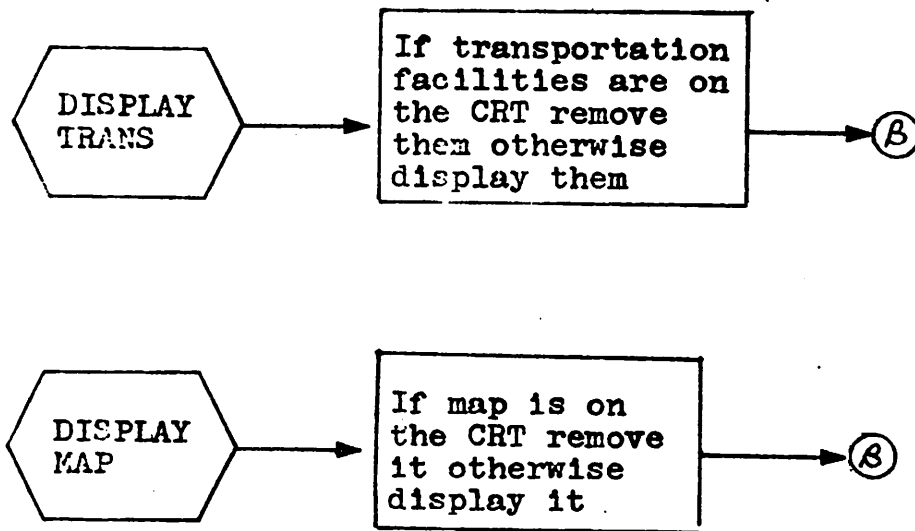 DISPLAY
TRANS
If transportation
facilities are on
the CRT remove
them otherwise
display them
β
DISPLAY
MAP
If map is on
the CRT remove
it otherwise
display it
β